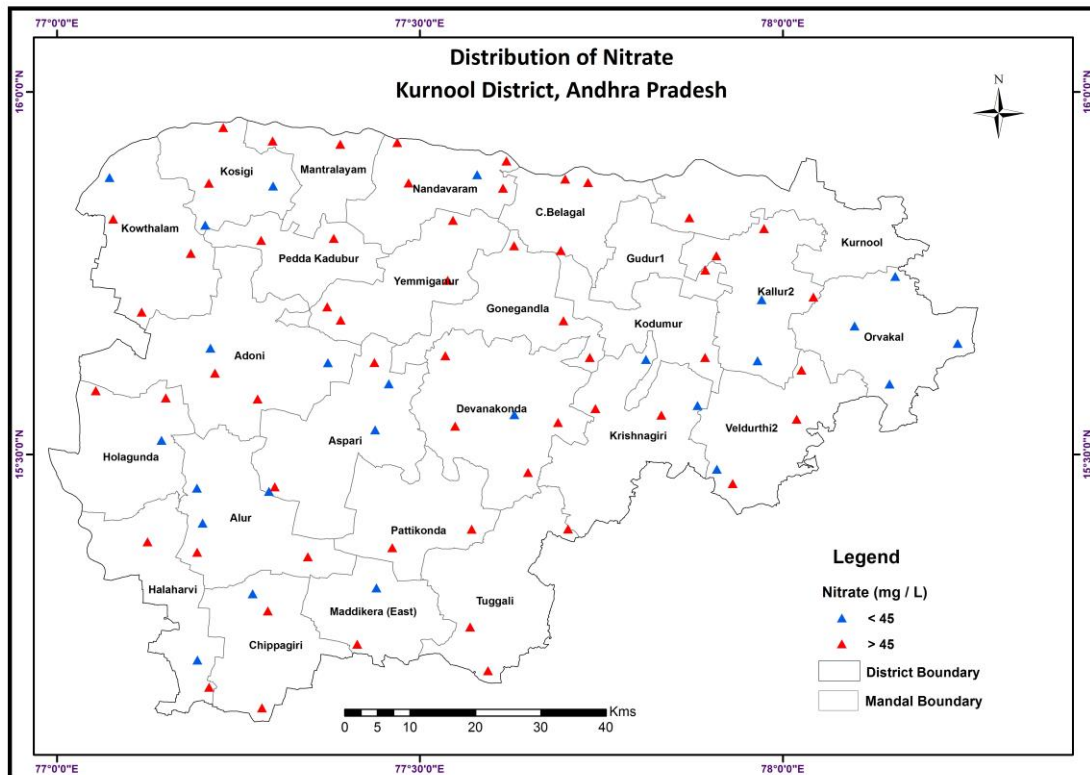 77°0'0"E 77°30'0"E 78°0'0"E
Distribution of Nitrate
Kurnool District, Andhra Pradesh
16°0'0"N 16°0'0"N
N
Kosigi
Mantralayam
Nandavaram
C.Belagal
Kowthalam
Pedda Kadubur
Yemmiganur
Gudur1
Kurnool
Kallur2
Gonegandla
Kodumur
Orvakal
Adoni
Devanakonda
Aspari
Krishnagiri
Veldurthi2
Holagunda
15°30'0"N 15°30'0"N
Alur
Pattikonda
Halaharvi
Maddikera (East)
Tuggali
Chippagiri
Legend
Nitrate (mg / L)
< 45
> 45
District Boundary
Mandal Boundary
Kms
0 5 10 20 30 40
77°0'0"E 77°30'0"E 78°0'0"E